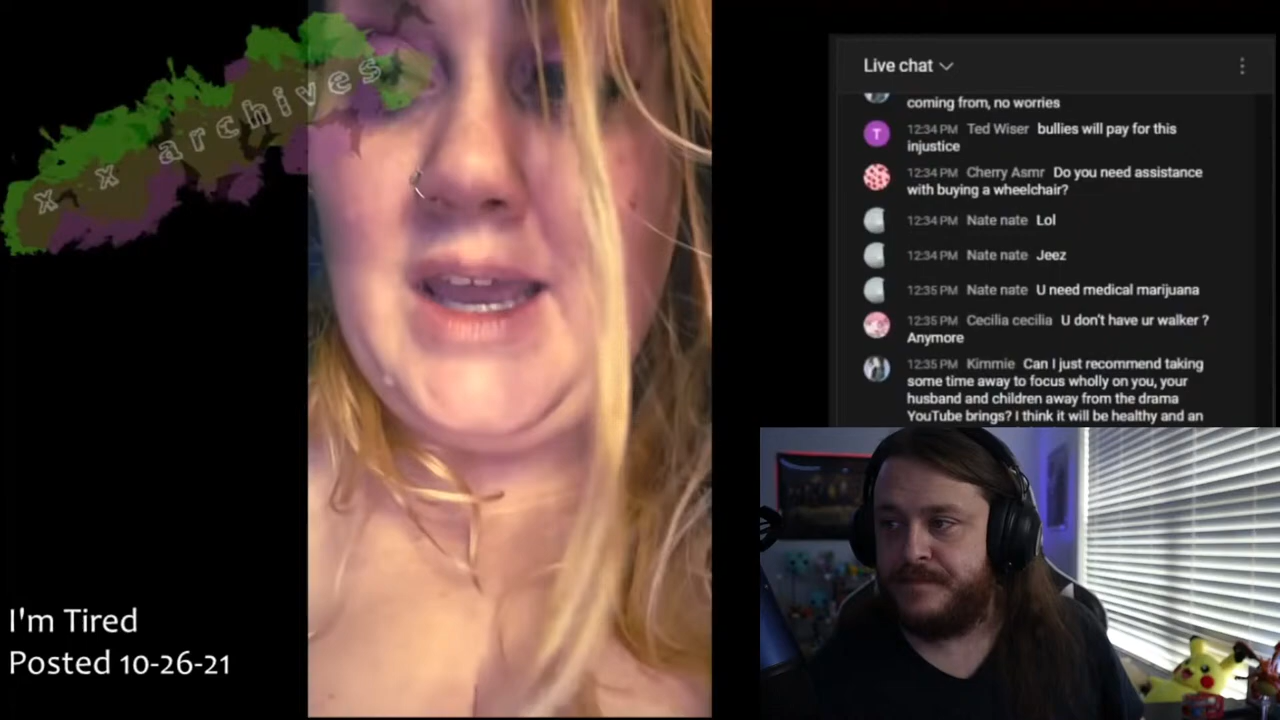 x x archives
Live chat
coming from, no worries
12:34 PM Ted Wiser bullies will pay for this
injustice
12:34 PM Cherry Asmr Do you need assistance
with buying a wheelchair?
12:34 PM Nate nate Lol
12:34 PM Nate nate Jeez
12:35 PM Nate nate U need medical marijuana
12:35 PM Cecilia cecilia U don't have ur walker ?
Anymore
12:35 PM Kimmie Can I just recommend taking
some time away to focus wholly on you, your
husband and children away from the drama
YouTube brings? I think it will be healthy and an
T
I'm Tired
Posted 10-26-21